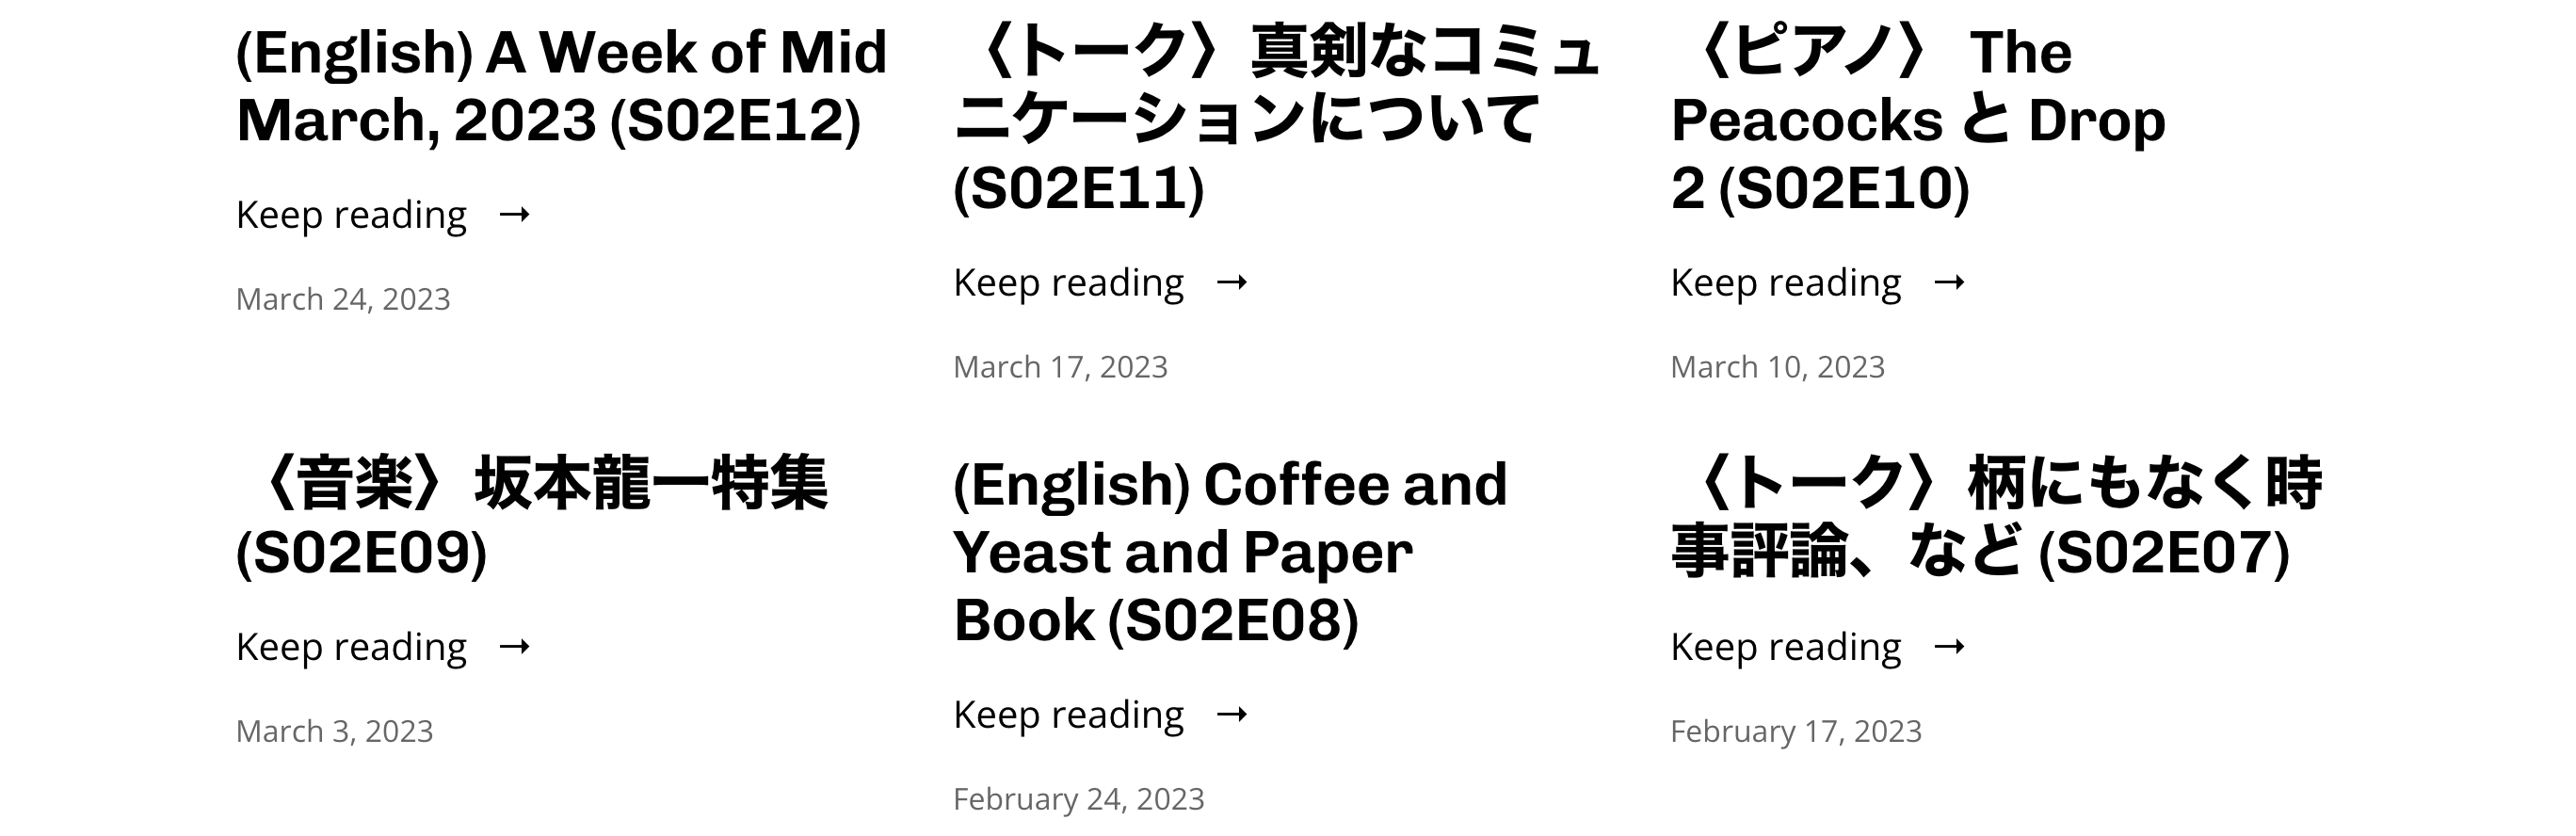 (English) A Week of Mid
March, 2023 (S02E12)
Keep reading →
March 24, 2023
〈トーク〉真剣なコミュ
ニケーションについて
(S02E11)
Keep reading →
March 17, 2023
〈ピアノ〉 The
Peacocks と Drop
2 (S02E10)
Keep reading →
March 10, 2023
〈音楽〉坂本龍一特集
(S02E09)
Keep reading →
March 3, 2023
(English) Coffee and
Yeast and Paper
Book (S02E08)
Keep reading →
February 24, 2023
〈トーク〉柄にもなく時
事評論、など (S02E07)
Keep reading →
February 17, 2023